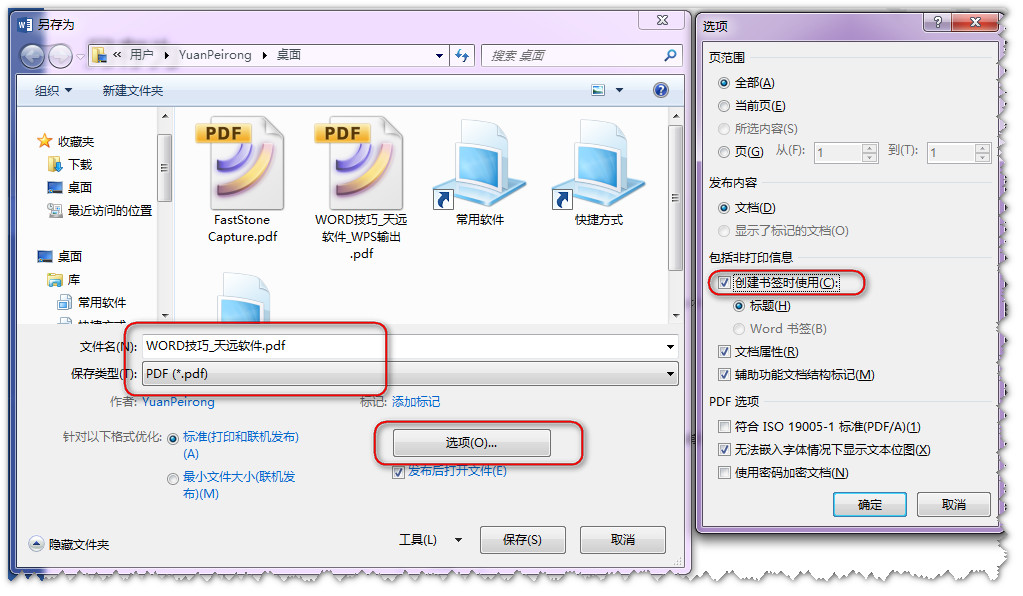 另存为
« 用户 ▸ YuanPeirong ▸ 桌面
搜索 桌面
组织
新建文件夹
收藏夹
下载
桌面
最近访问的位置
桌面
库
常用软件
快捷方式
PDF
FastStone
Capture.pdf
PDF
WORD技巧_天远
软件_WPS输出
.pdf
常用软件
快捷方式
文件名(N):
WORD技巧_天远软件.pdf
保存类型(T):
PDF (*.pdf)
作者:
YuanPeirong
标记:
添加标记
针对以下格式优化:
标准(打印和联机发布)
(A)
最小文件大小(联机发
布)(M)
选项(O)...
发布后打开文件(E)
隐藏文件夹
工具(L)
保存(S)
取消
选项
页范围
全部(A)
当前页(E)
所选内容(S)
页(G)
从(F):
1
到(T):
1
发布内容
文档(D)
显示了标记的文档(O)
包括非打印信息
创建书签时使用(C):
标题(H)
Word 书签(B)
文档属性(R)
辅助功能文档结构标记(M)
PDF 选项
符合 ISO 19005-1 标准(PDF/A)(1)
无法嵌入字体情况下显示文本位图(X)
使用密码加密文档(N)
确定
取消